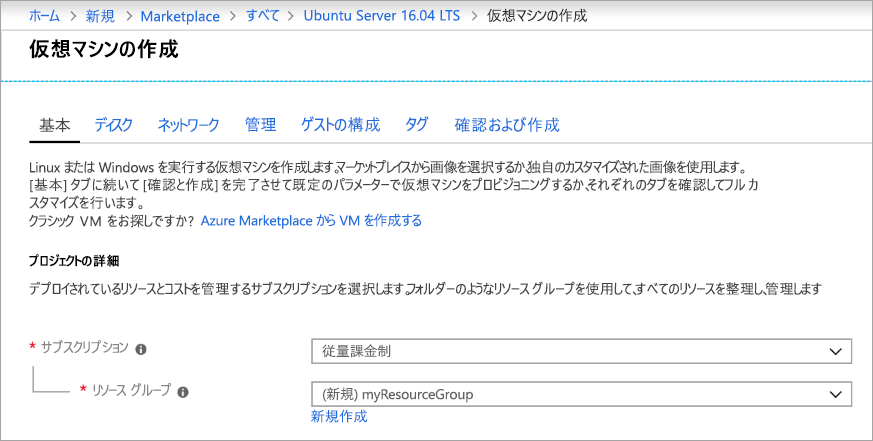 ホーム > 新規 > Marketplace > すべて > Ubuntu Server 16.04 LTS > 仮想マシンの作成
仮想マシンの作成
基本 ディスク ネットワーク 管理 ゲストの構成 タグ 確認および作成
Linux または Windows を実行する仮想マシンを作成します。マーケットプレイスから画像を選択するか、独自のカスタマイズされた画像を使用します。
[基本] タブに続いて [確認と作成] を完了させて既定のパラメーターで仮想マシンをプロビジョニングするか、それぞれのタブを確認してフル カ
スタマイズを行います。
クラシック VM をお探しですか? Azure Marketplace から VM を作成する
プロジェクトの詳細
デプロイされているリソースとコストを管理するサブスクリプションを選択します。フォルダーのようなリソース グループを使用して、すべてのリソースを整理し、管理します
* サブスクリプション 従量課金制
* リソース グループ (新規) myResourceGroup
新規作成